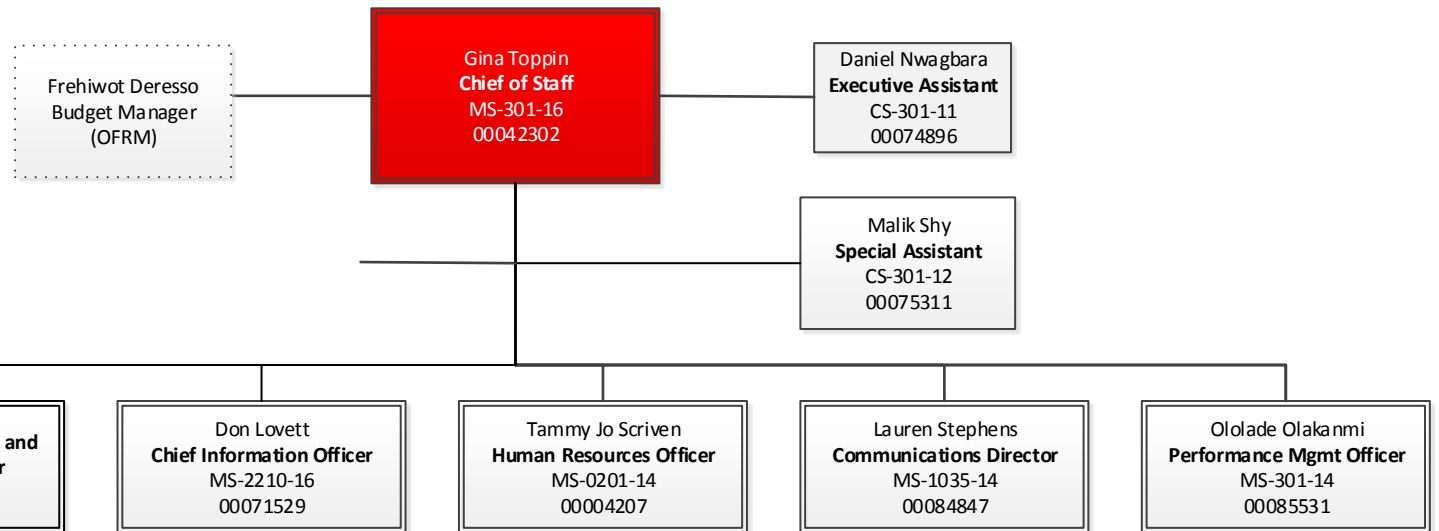 Frehiwot Deresso
Budget Manager
(OFRM)
Gina Toppin
Chief of Staff
MS-301-16
00042302
Daniel Nwagbara
Executive Assistant
CS-301-11
00074896
Malik Shy
Special Assistant
CS-301-12
00075311
and
Don Lovett
Chief Information Officer
MS-2210-16
00071529
Tammy Jo Scriven
Human Resources Officer
MS-0201-14
00004207
Lauren Stephens
Communications Director
MS-1035-14
00084847
Ololade Olakanmi
Performance Mgmt Officer
MS-301-14
00085531